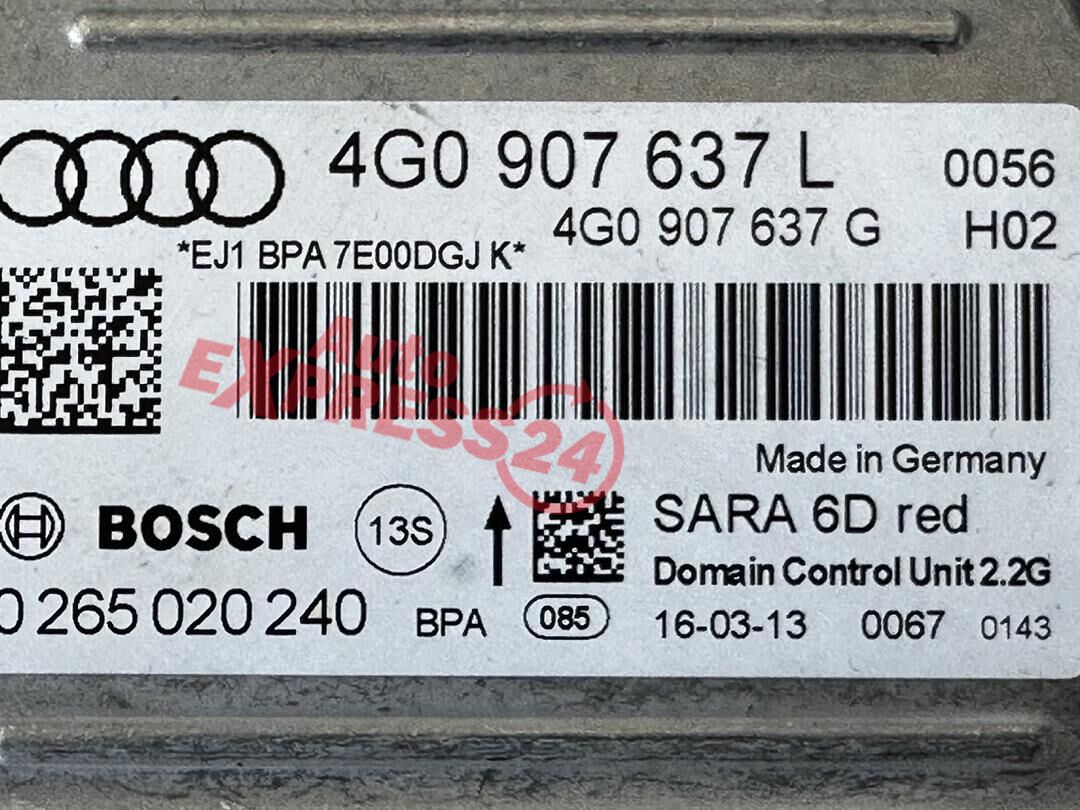 4G0 907 637 L 0056
4G0 907 637 G H02
*EJ1 BPA 7E00DGJ K*
Auto
EXPRESS24
Made in Germany
BOSCH 13S SARA 6D red
Domain Control Unit 2.2G
0 265 020 240 BPA 085 16-03-13 0067 0143